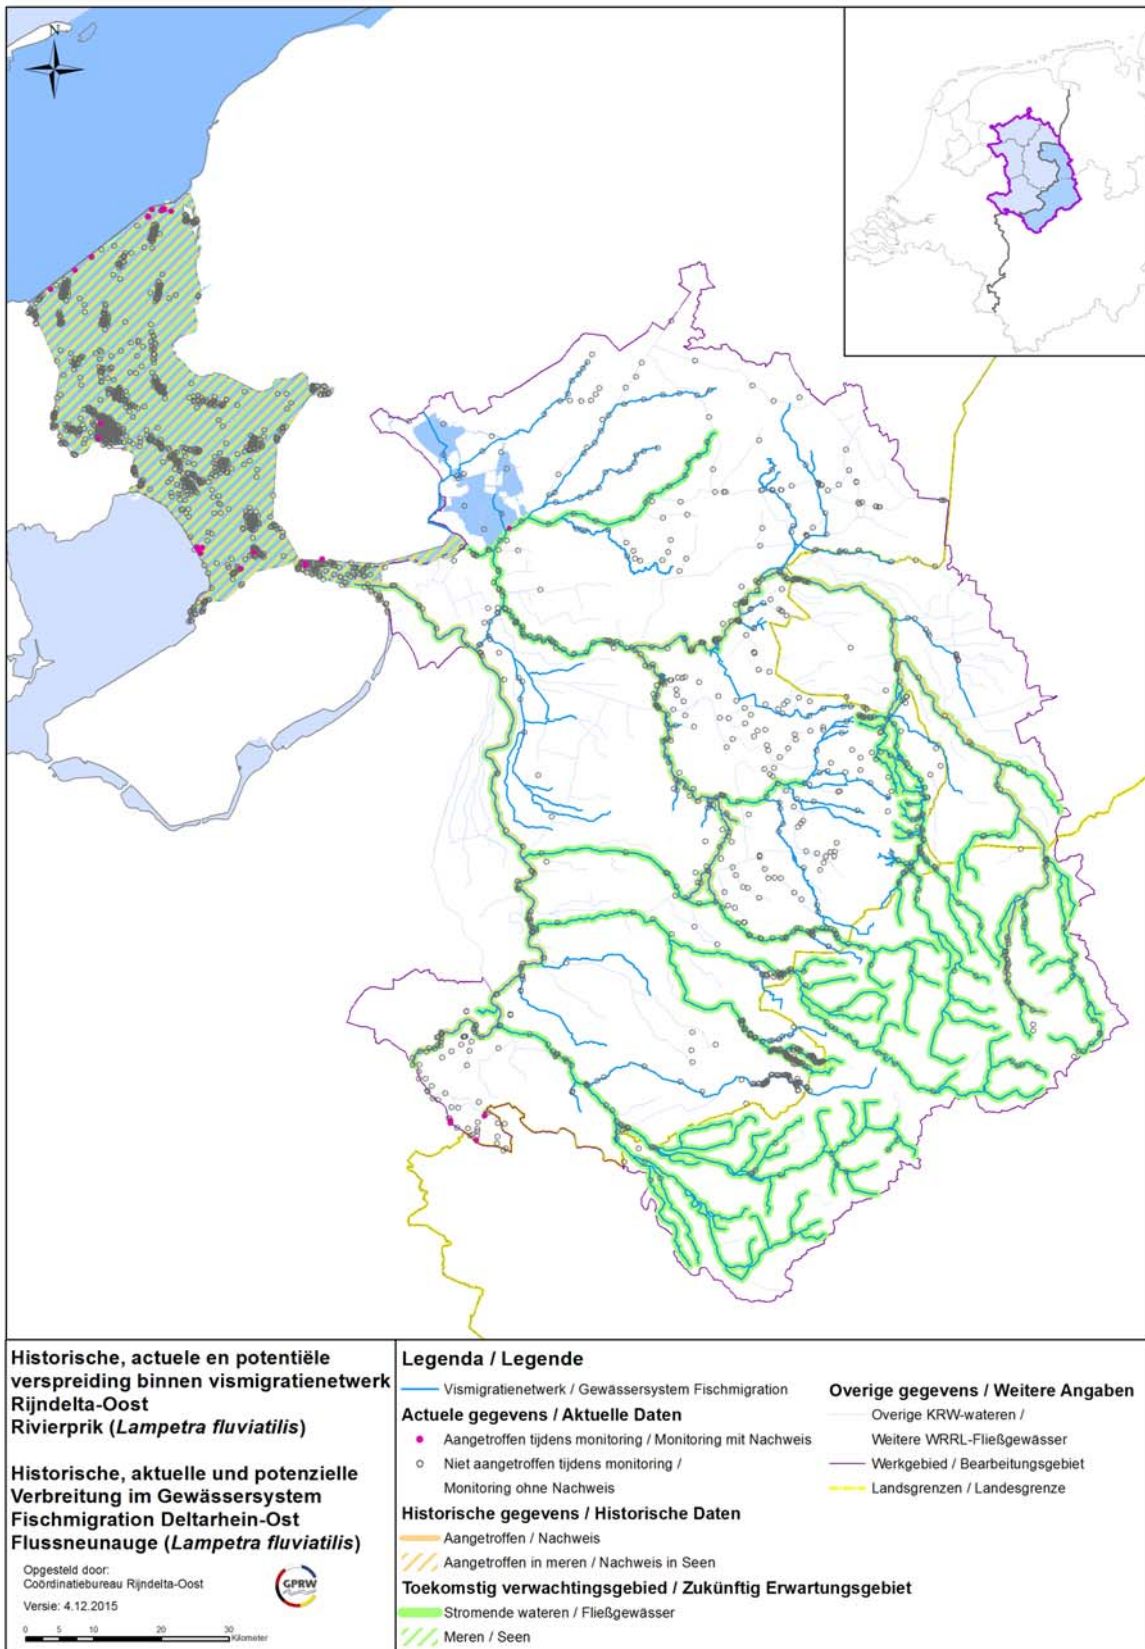 N
Historische, actuele en potentiële
verspreiding binnen vismigratienetwerk
Rijndelta-Oost
Rivierprik (Lampetra fluviatilis)
Historische, aktuelle und potenzielle
Verbreitung im Gewässersystem
Fischmigration Deltarhein-Ost
Flussneunauge (Lampetra fluviatilis)
Opgesteld door:
Coördinatiebureau Rijndelta-Oost
Versie: 4.12.2015
GPRW
0 5 10 20 30
Kilometer
Legenda / Legende
Vismigratienetwerk / Gewässersystem Fischmigration
Actuele gegevens / Aktuelle Daten
Aangetroffen tijdens monitoring / Monitoring mit Nachweis
Niet aangetroffen tijdens monitoring /
Monitoring ohne Nachweis
Historische gegevens / Historische Daten
Aangetroffen / Nachweis
Aangetroffen in meren / Nachweis in Seen
Toekomstig verwachtingsgebied / Zukünftig Erwartungsgebiet
Stromende wateren / Fließgewässer
Meren / Seen
Overige gegevens / Weitere Angaben
Overige KRW-wateren /
Weitere WRRL-Fließgewässer
Werkgebied / Bearbeitungsgebiet
Landsgrenzen / Landesgrenze